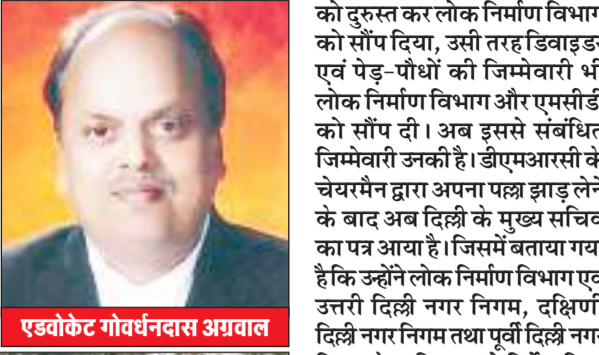 एडवोकेट गोवर्धनदास अग्रवाल
को दुरुस्त कर लोक निर्माण विभाग
को सौंप दिया, उसी तरह डिवाइडर
एवं पेड़-पौधों की जिम्मेवारी भी
लोक निर्माण विभाग और एमसीडी
को सौंप दी। अब इससे संबंधित
जिम्मेवारी उनकी है। डीएमआरसी के
चेयरमैन द्वारा अपना पल्ला झाड़ लेने
के बाद अब दिल्ली के मुख्य सचिव
का पत्र आया है। जिसमें बताया गया
है कि उन्होंने लोक निर्माण विभाग एवं
उत्तरी दिल्ली नगर निगम, दक्षिणी
दिल्ली नगर निगम तथा पूर्वी दिल्ली नगर